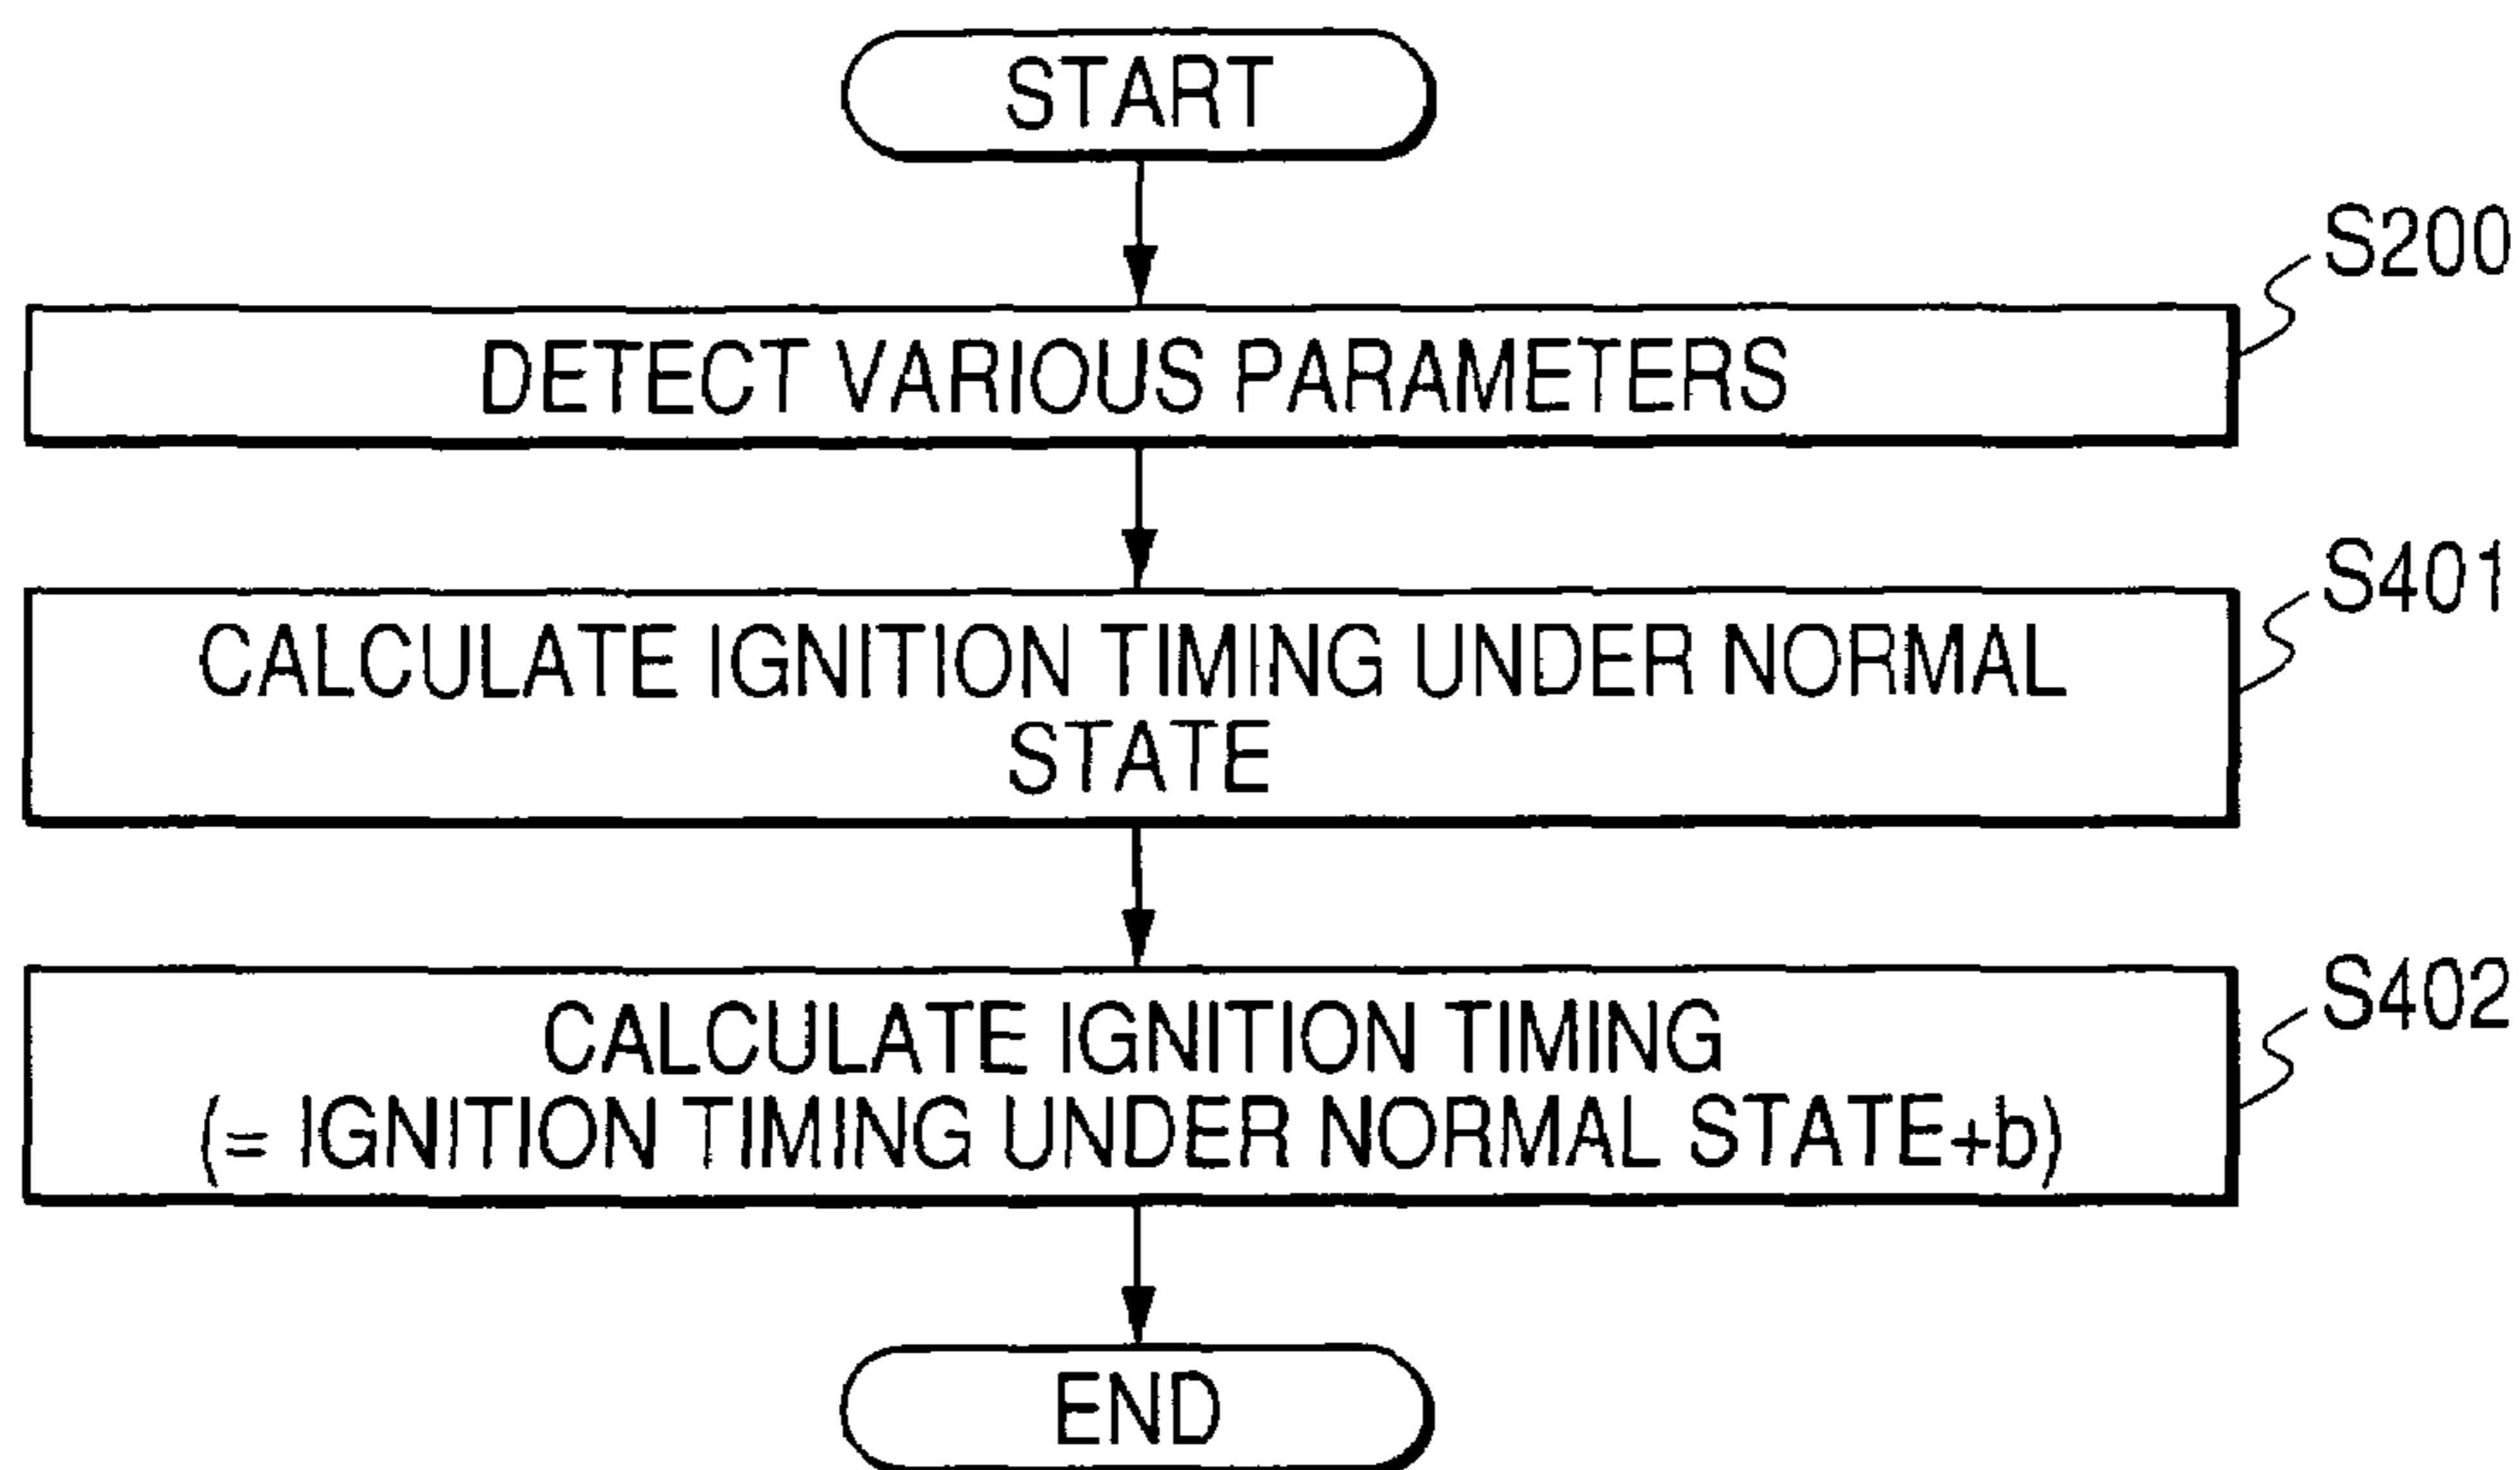 START
S200
DETECT VARIOUS PARAMETERS
S401
CALCULATE IGNITION TIMING UNDER NORMAL
STATE
S402
CALCULATE IGNITION TIMING
(= IGNITION TIMING UNDER NORMAL STATE+b)
END